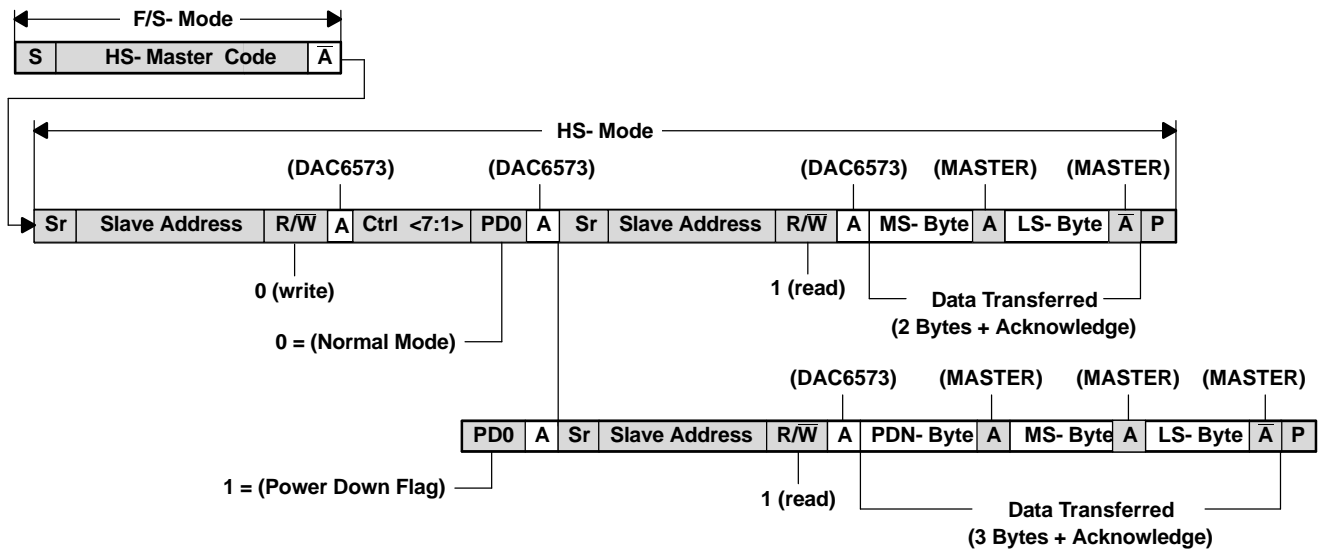 F/S- Mode
S HS- Master Code A̅
HS- Mode
(DAC6573) (DAC6573) (DAC6573) (MASTER) (MASTER)
Sr Slave Address R/W̅ A Ctrl <7:1> PD0 A Sr Slave Address R/W̅ A MS- Byte A LS- Byte A̅ P
0 (write) 1 (read) Data Transferred
(2 Bytes + Acknowledge)
0 = (Normal Mode)
(DAC6573) (MASTER) (MASTER) (MASTER)
PD0 A Sr Slave Address R/W̅ A PDN- Byte A MS- Byte A LS- Byte A̅ P
1 = (Power Down Flag) 1 (read) Data Transferred
(3 Bytes + Acknowledge)